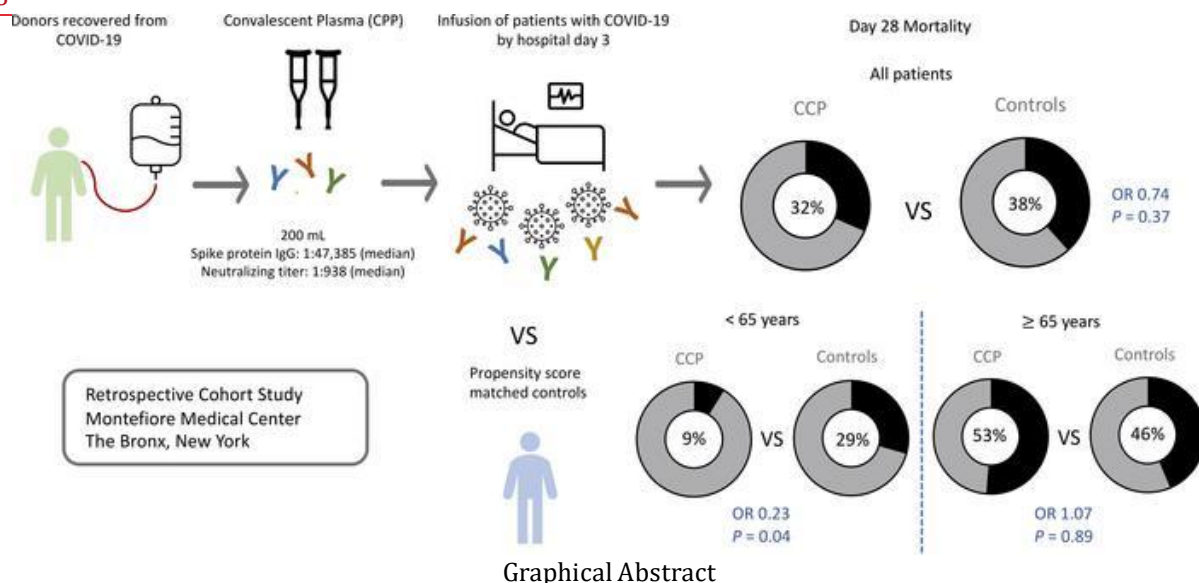 Donors recovered from
COVID-19
Convalescent Plasma (CPP)
Infusion of patients with COVID-19
by hospital day 3
Day 28 Mortality
All patients
CCP
Controls
32%
VS
38%
OR 0.74
P = 0.37
200 mL
Spike protein IgG: 1:47,385 (median)
Neutralizing titer: 1:938 (median)
VS
Propensity score
matched controls
Retrospective Cohort Study
Montefiore Medical Center
The Bronx, New York
< 65 years
CCP
Controls
9%
VS
29%
OR 0.23
P = 0.04
≥ 65 years
CCP
Controls
53%
VS
46%
OR 1.07
P = 0.89
Graphical Abstract